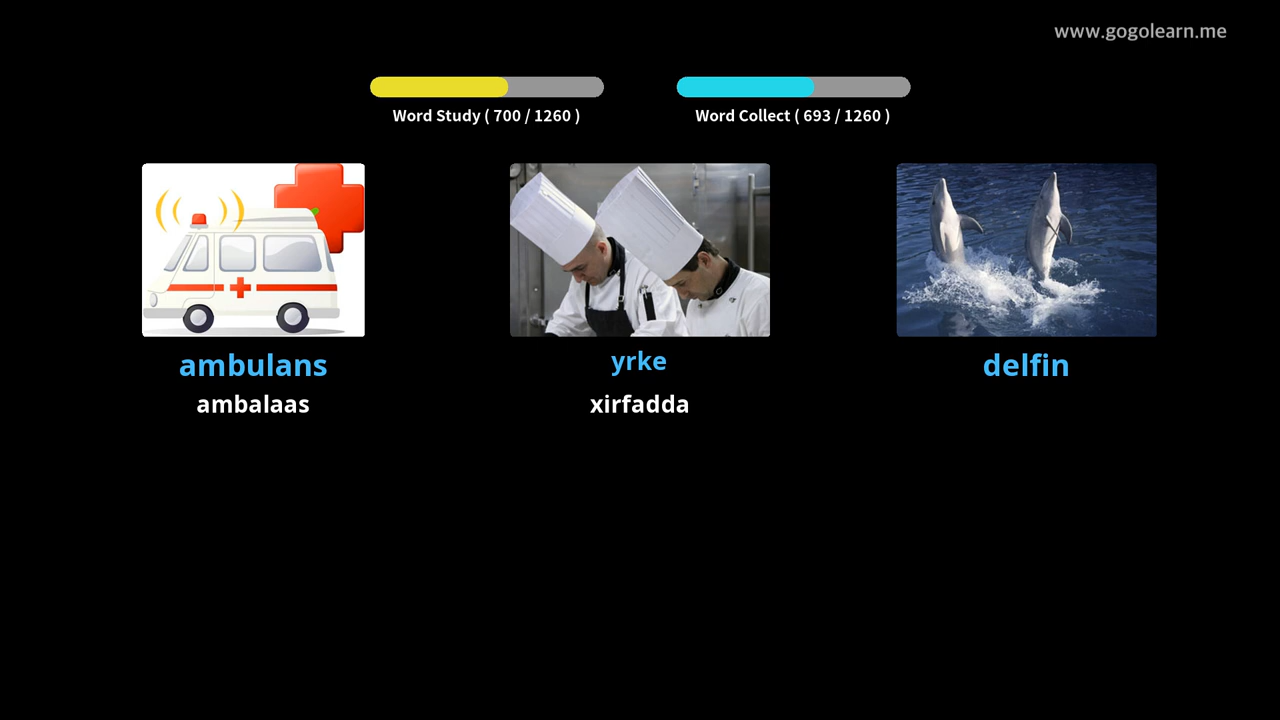 www.gogolearn.me
Word Study ( 700 / 1260 )
Word Collect ( 693 / 1260 )
ambulans
yrke
delfin
ambalaas
xirfadda